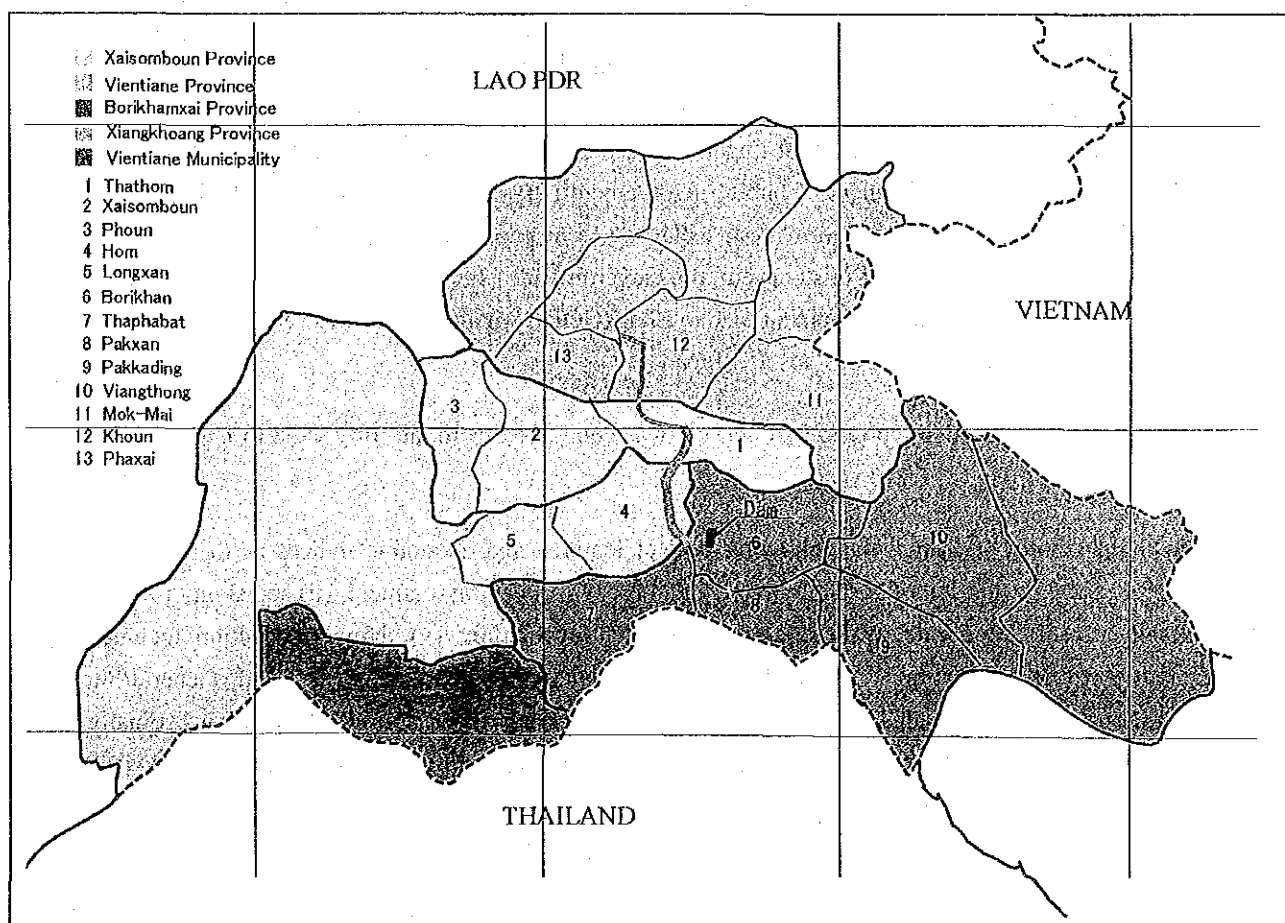 Xaisomboun Province
Vientiane Province
Borikhamxai Province
Xiangkhoang Province
Vientiane Municipality
1 Thathom
2 Xaisomboun
3 Phoun
4 Hom
5 Longxan
6 Borikhan
7 Thaphabat
8 Pakxan
9 Pakkading
10 Viangthong
11 Mok-Mai
12 Khoun
13 Phaxai
LAO PDR
VIETNAM
THAILAND
13
12
11
3
2
1
4
Dam
5
6
10
7
8
9